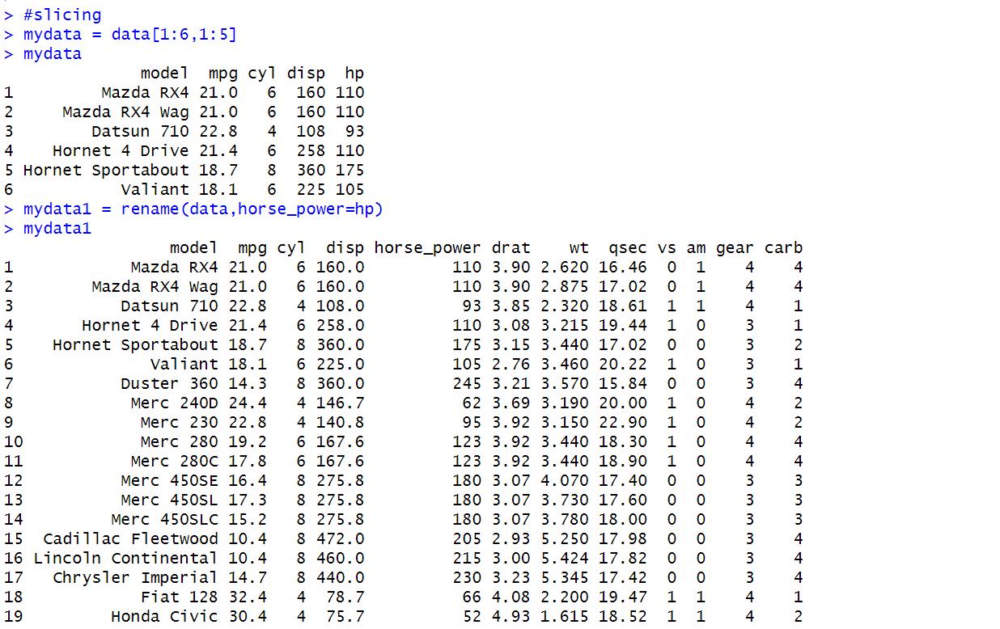 > #slicing
> mydata = data[1:6,1:5]
> mydata
              model  mpg cyl disp  hp
1         Mazda RX4 21.0   6  160 110
2     Mazda RX4 Wag 21.0   6  160 110
3        Datsun 710 22.8   4  108  93
4    Hornet 4 Drive 21.4   6  258 110
5 Hornet Sportabout 18.7   8  360 175
6           Valiant 18.1   6  225 105
> mydata1 = rename(data,horse_power=hp)
> mydata1
                 model  mpg cyl  disp horse_power drat    wt  qsec vs am gear carb
1            Mazda RX4 21.0   6 160.0         110 3.90 2.620 16.46  0  1    4    4
2        Mazda RX4 Wag 21.0   6 160.0         110 3.90 2.875 17.02  0  1    4    4
3           Datsun 710 22.8   4 108.0          93 3.85 2.320 18.61  1  1    4    1
4       Hornet 4 Drive 21.4   6 258.0         110 3.08 3.215 19.44  1  0    3    1
5    Hornet Sportabout 18.7   8 360.0         175 3.15 3.440 17.02  0  0    3    2
6              Valiant 18.1   6 225.0         105 2.76 3.460 20.22  1  0    3    1
7           Duster 360 14.3   8 360.0         245 3.21 3.570 15.84  0  0    3    4
8            Merc 240D 24.4   4 146.7          62 3.69 3.190 20.00  1  0    4    2
9             Merc 230 22.8   4 140.8          95 3.92 3.150 22.90  1  0    4    2
10            Merc 280 19.2   6 167.6         123 3.92 3.440 18.30  1  0    4    4
11           Merc 280C 17.8   6 167.6         123 3.92 3.440 18.90  1  0    4    4
12          Merc 450SE 16.4   8 275.8         180 3.07 4.070 17.40  0  0    3    3
13          Merc 450SL 17.3   8 275.8         180 3.07 3.730 17.60  0  0    3    3
14         Merc 450SLC 15.2   8 275.8         180 3.07 3.780 18.00  0  0    3    3
15  Cadillac Fleetwood 10.4   8 472.0         205 2.93 5.250 17.98  0  0    3    4
16 Lincoln Continental 10.4   8 460.0         215 3.00 5.424 17.82  0  0    3    4
17   Chrysler Imperial 14.7   8 440.0         230 3.23 5.345 17.42  0  0    3    4
18            Fiat 128 32.4   4  78.7          66 4.08 2.200 19.47  1  1    4    1
19         Honda Civic 30.4   4  75.7          52 4.93 1.615 18.52  1  1    4    2